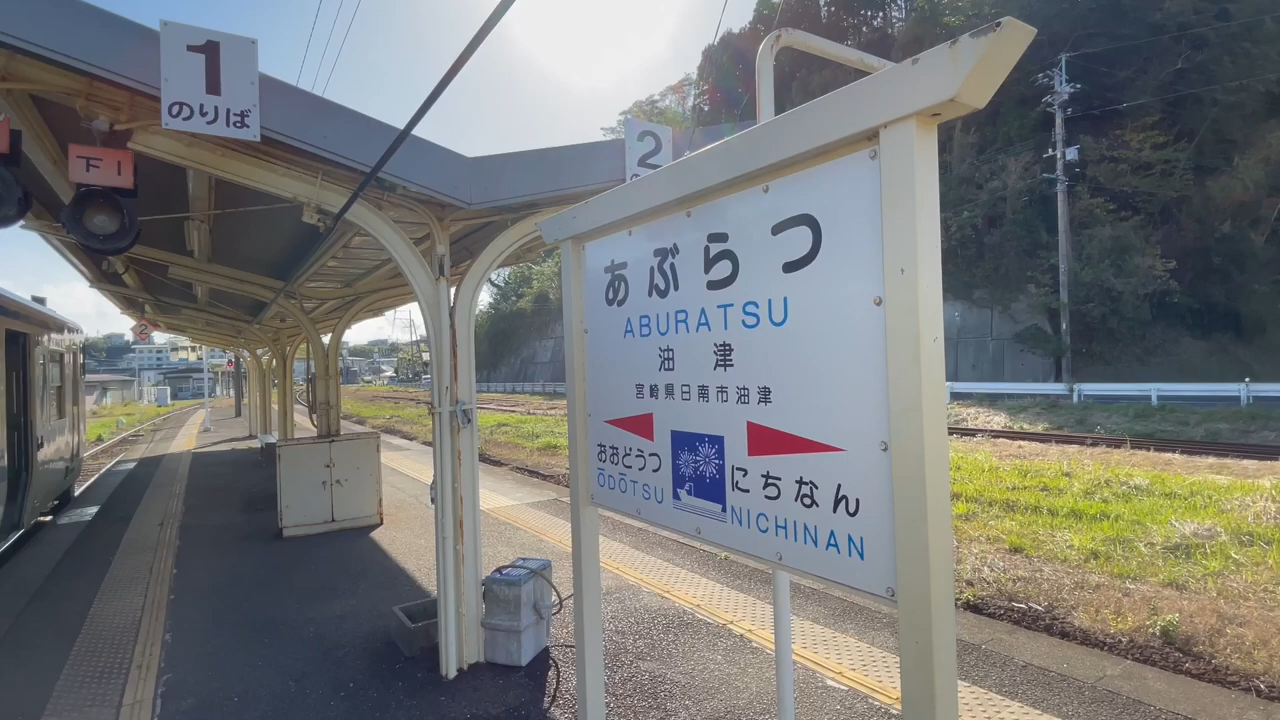 1
のりば
下1
2
2
あぶらつ
ABURATSU
油津
宮崎県日南市油津
おおどうつ
ŌDŌTSU
にちなん
NICHINAN